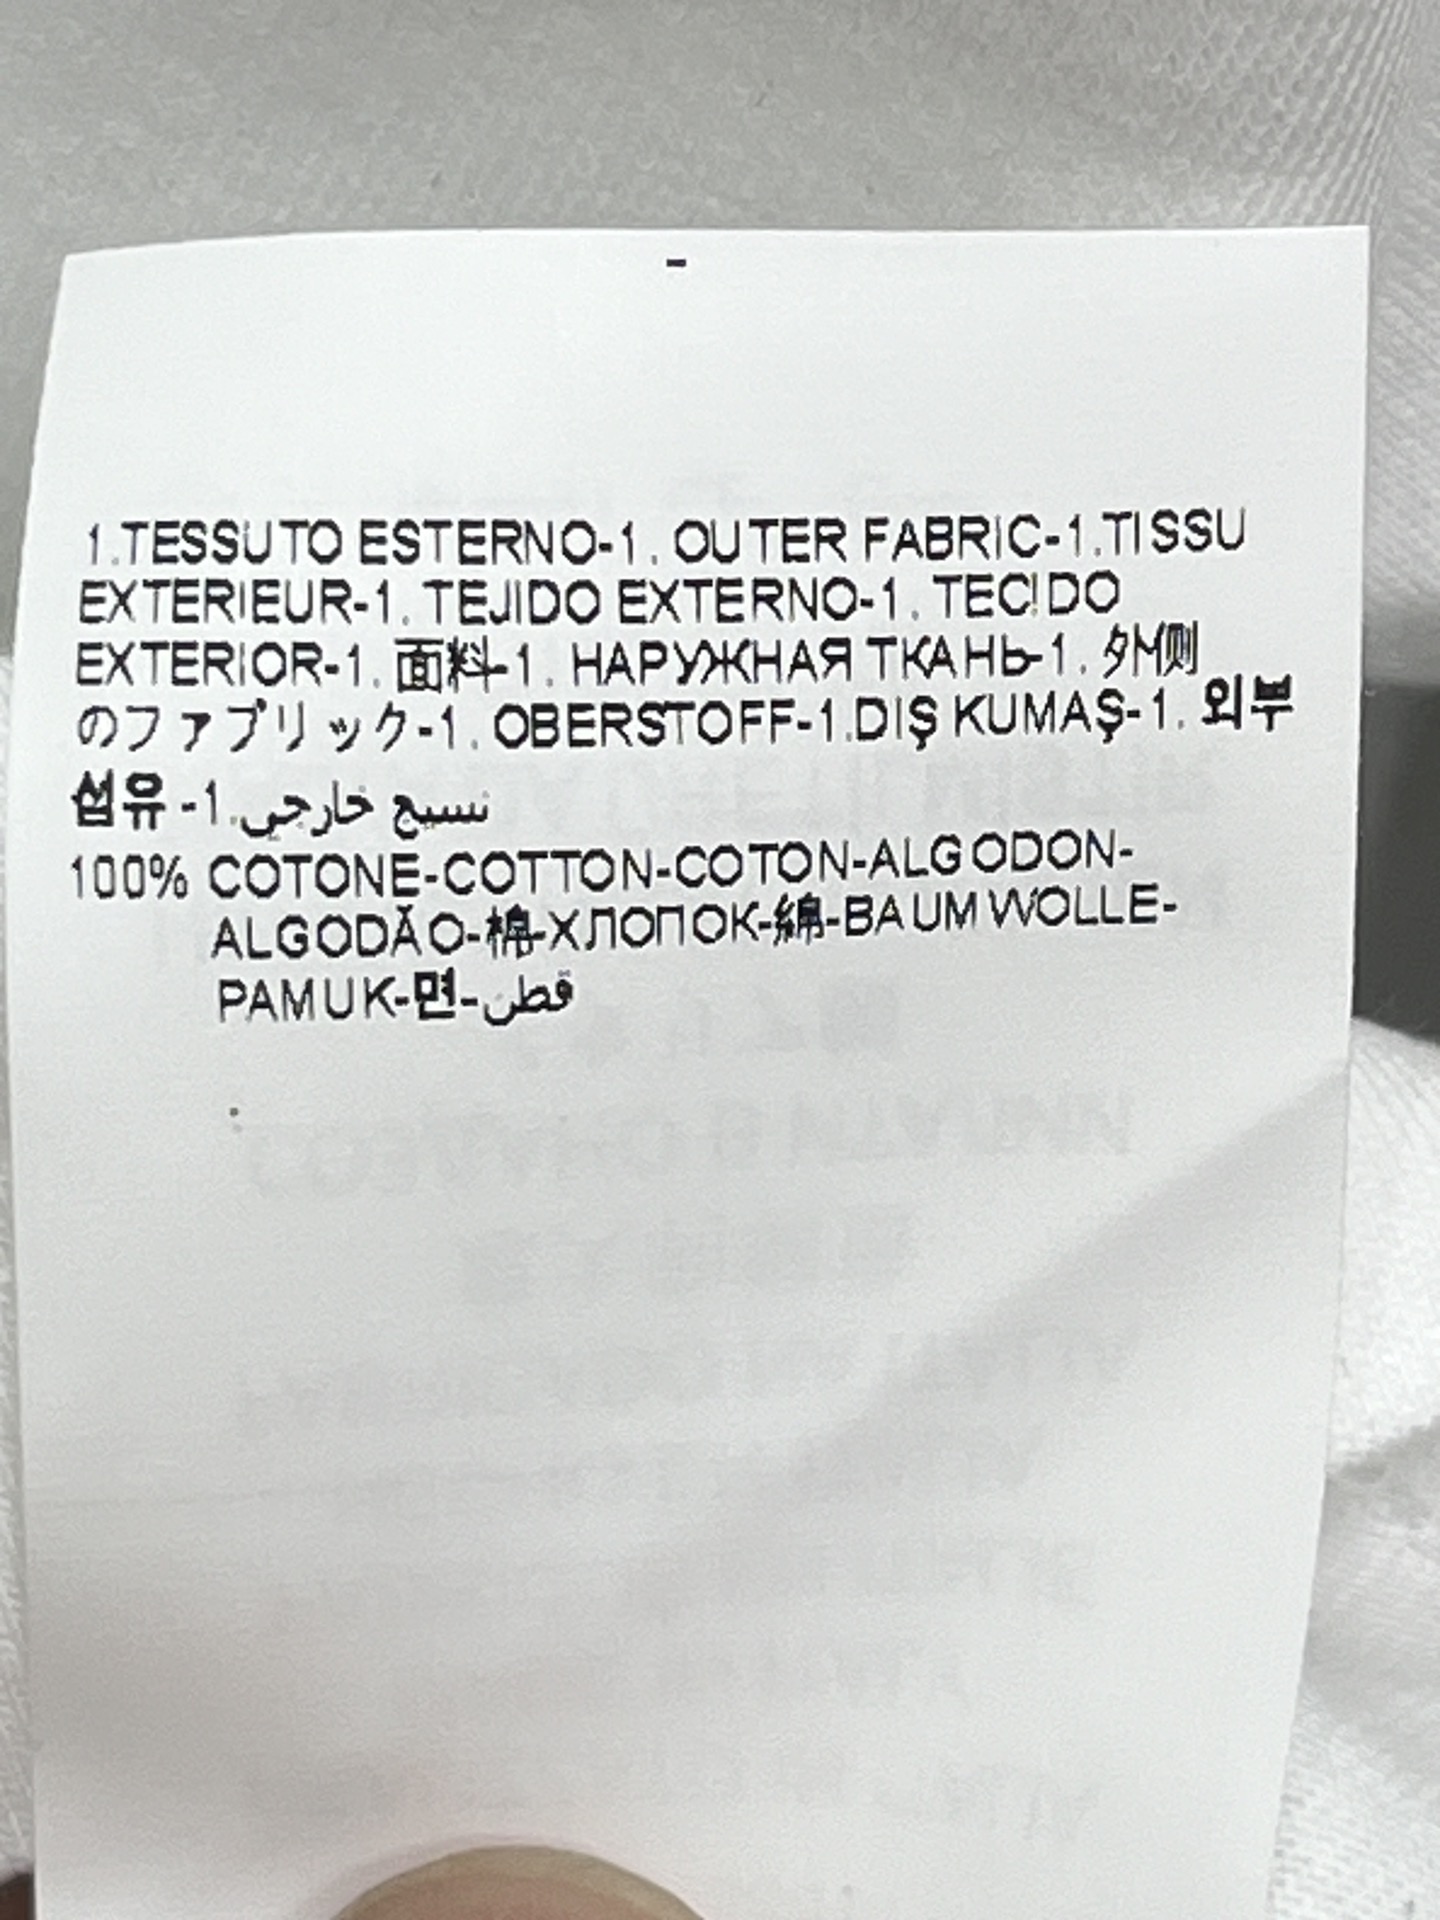 -
1.TESSUTO ESTERNO-1. OUTER FABRIC-1.TISSU
EXTERIEUR-1. TEJIDO EXTERNO-1. TECIDO
EXTERIOR-1. 面料-1. НАРУЖНАЯ ТКАНЬ-1. 外側
のファブリック-1. OBERSTOFF-1.DIŞ KUMAŞ-1. 외부
섬유 -1.نسيج خارجي
100% COTONE-COTTON-COTON-ALGODON-
ALGODÃO-棉-ХЛОПОК-綿-BAUMWOLLE-
PAMUK-면-قطن